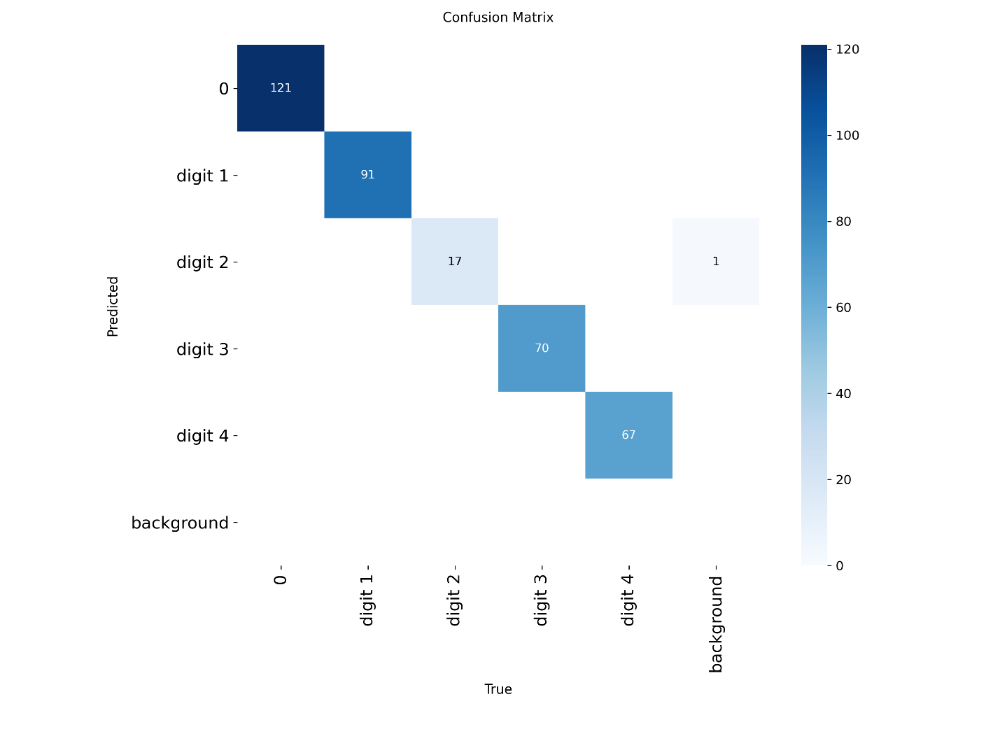 Confusion Matrix
0
121
digit 1
91
digit 2
17
1
digit 3
70
digit 4
67
background
Predicted
0
digit 1
digit 2
digit 3
digit 4
background
True
120
100
80
60
40
20
0